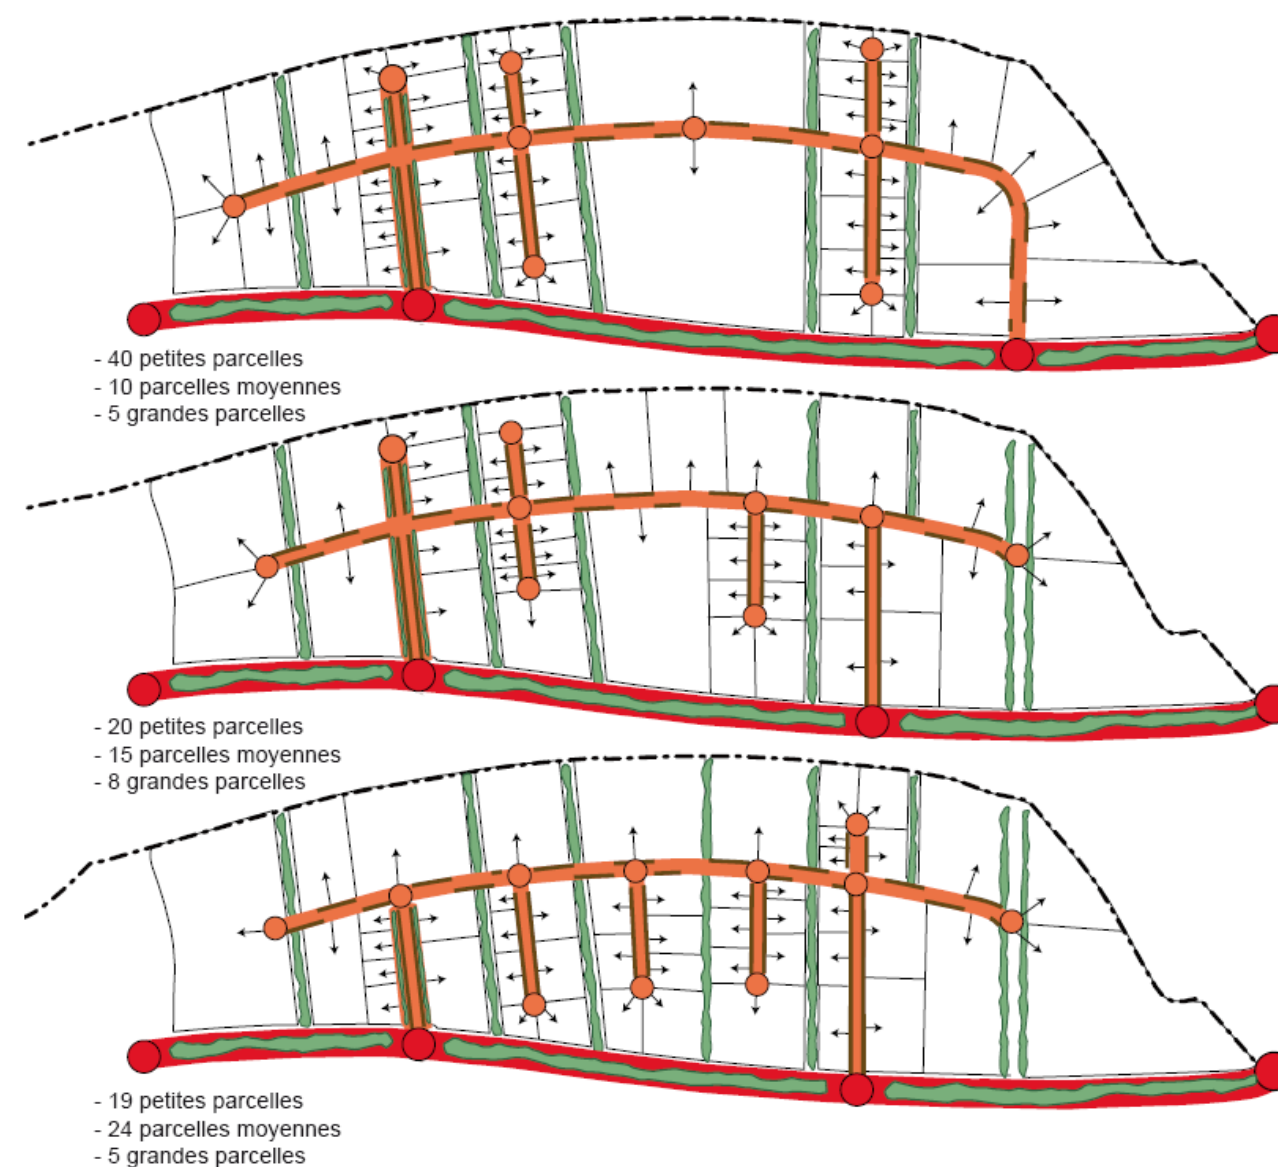 - 40 petites parcelles
- 10 parcelles moyennes
- 5 grandes parcelles
- 20 petites parcelles
- 15 parcelles moyennes
- 8 grandes parcelles
- 19 petites parcelles
- 24 parcelles moyennes
- 5 grandes parcelles